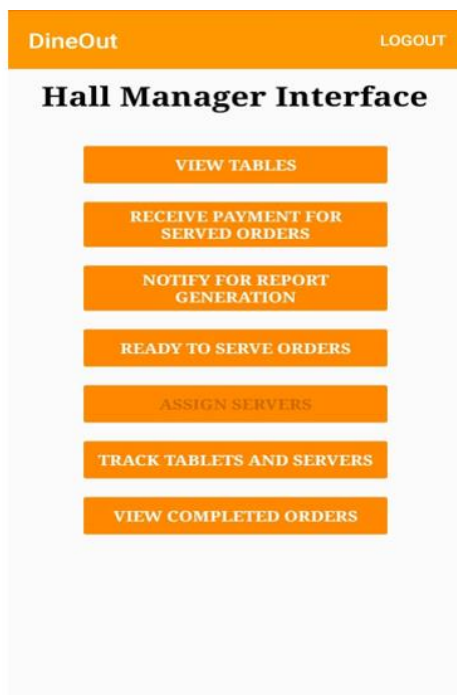 DineOut
LOGOUT
Hall Manager Interface
VIEW TABLES
RECEIVE PAYMENT FOR
SERVED ORDERS
NOTIFY FOR REPORT
GENERATION
READY TO SERVE ORDERS
ASSIGN SERVERS
TRACK TABLETS AND SERVERS
VIEW COMPLETED ORDERS